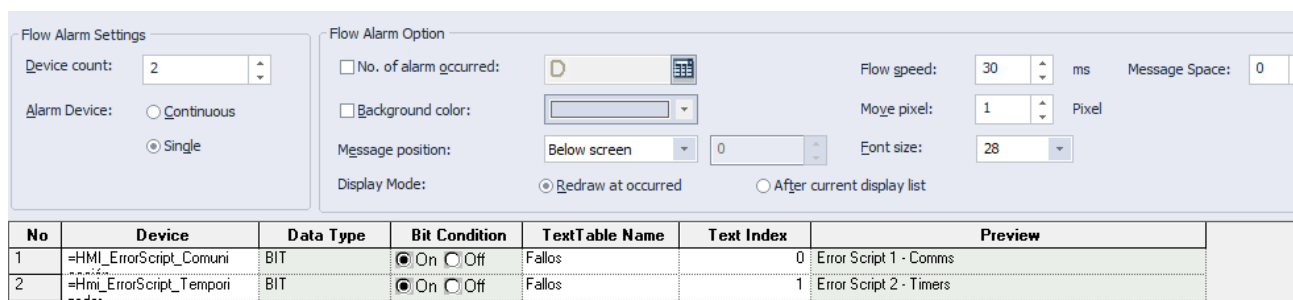 Flow Alarm Settings
Device count: 2
Alarm Device: Continuous
Single
Flow Alarm Option
No. of alarm occurred: D
Flow speed: 30 ms Message Space: 0
Background color:
Move pixel: 1 Pixel
Message position: Below screen 0
Font size: 28
Display Mode: Redraw at occurred After current display list
No Device Data Type Bit Condition TextTable Name Text Index Preview
1 =HMI_ErrorScript_Comuni BIT On Off Fallos 0 Error Script 1 - Comms
2 =Hmi_ErrorScript_Tempori BIT On Off Fallos 1 Error Script 2 - Timers